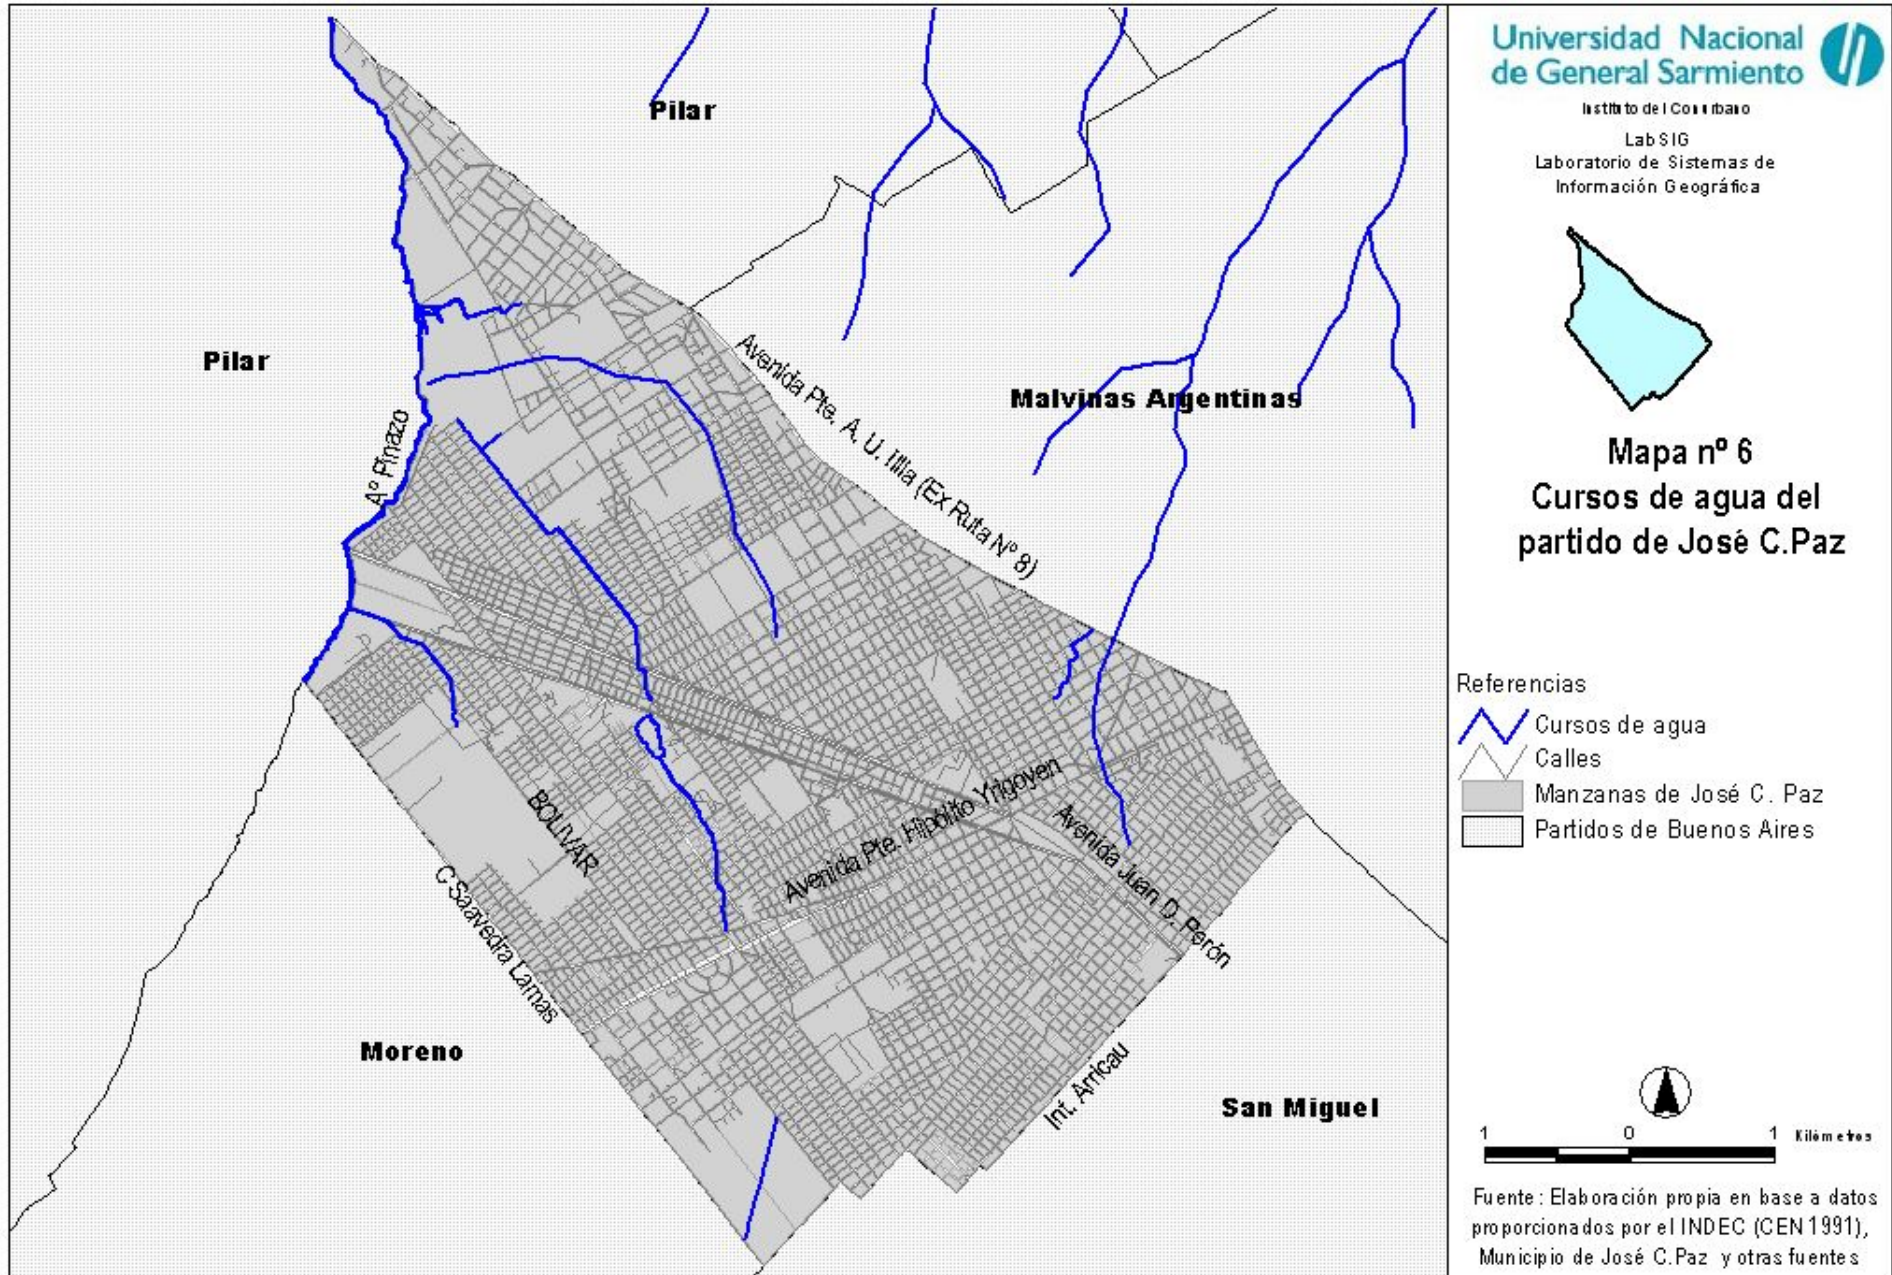 Pilar
Pilar
Aº Pinazo
Avenida Pte. A. U. Illia (Ex Ruta Nº 8)
Malvinas Argentinas
BOLIVAR
C Saavedra Lamas
Avenida Pte. Hipólito Yrigoyen
Avenida Juan D. Perón
Int. Arricau
Moreno
San Miguel
Universidad Nacional
de General Sarmiento
Instituto del Conurbano
LabSIG
Laboratorio de Sistemas de
Información Geográfica
Mapa nº 6
Cursos de agua del
partido de José C.Paz
Referencias
Cursos de agua
Calles
Manzanas de José C. Paz
Partidos de Buenos Aires
1 0 1 Kilómetros
Fuente: Elaboración propia en base a datos
proporcionados por el INDEC (CEN 1991),
Municipio de José C.Paz y otras fuentes